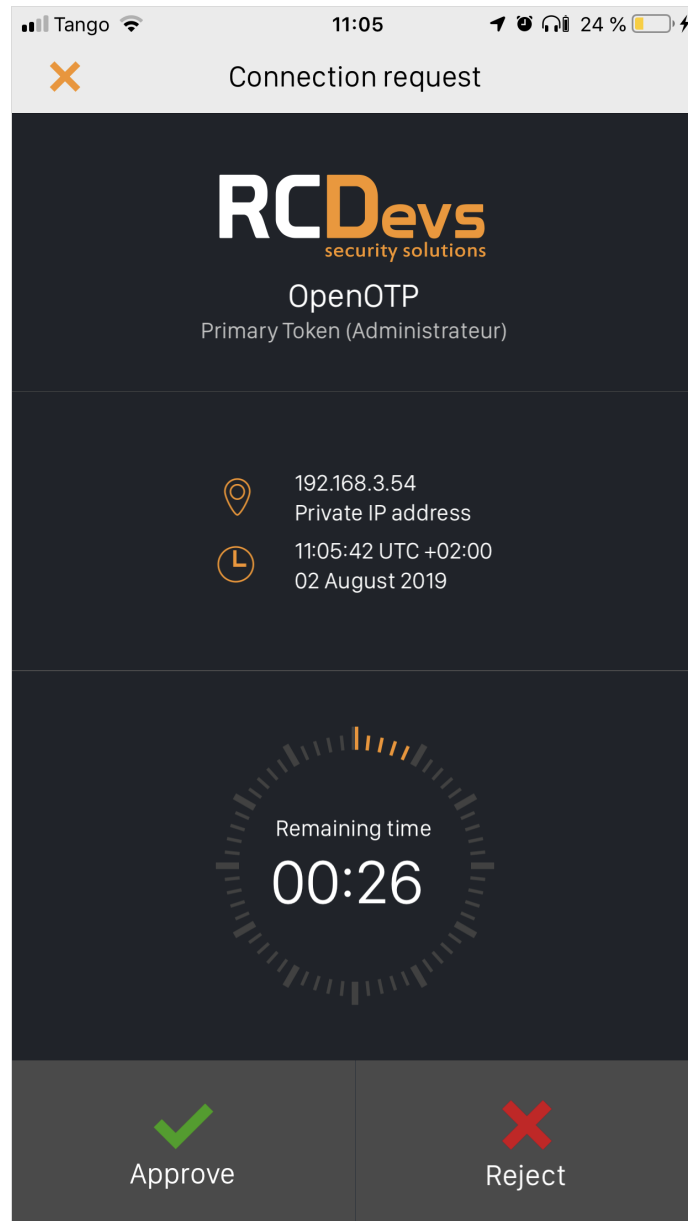 Tango 11:05 24 %
Connection request
RCDevs
security solutions
OpenOTP
Primary Token (Administrateur)
192.168.3.54
Private IP address
11:05:42 UTC +02:00
02 August 2019
Remaining time
00:26
Approve Reject